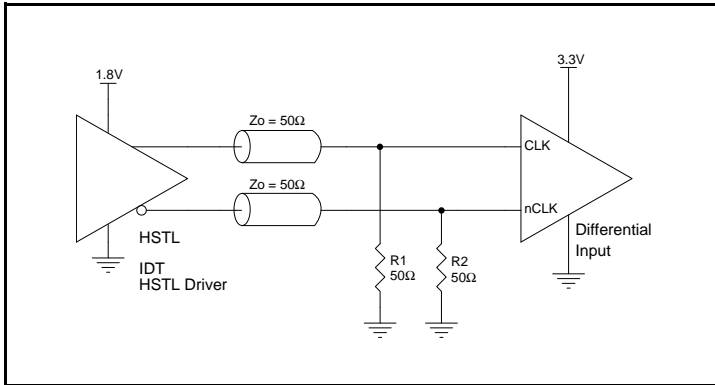 1.8V
3.3V
Zo = 50Ω
CLK
Zo = 50Ω
nCLK
HSTL
IDT
HSTL Driver
R1
50Ω
R2
50Ω
Differential
Input